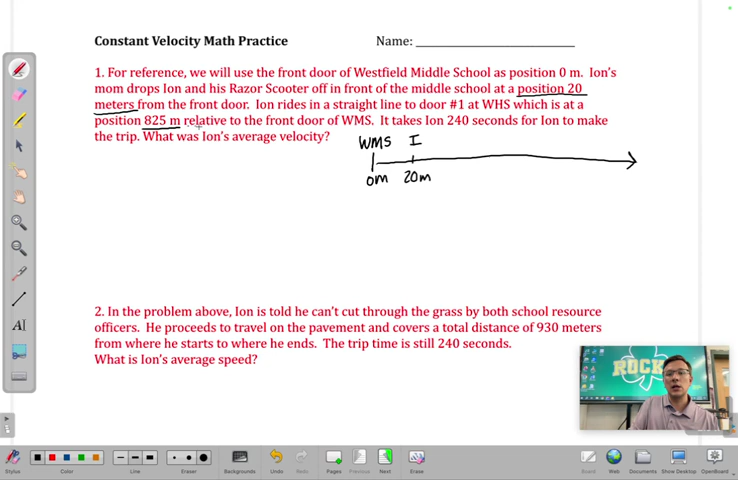 Constant Velocity Math Practice
Name: ____________________________
1. For reference, we will use the front door of Westfield Middle School as position 0 m. Ion's
mom drops Ion and his Razor Scooter off in front of the middle school at a position 20
meters from the front door. Ion rides in a straight line to door #1 at WHS which is at a
position 825 m relative to the front door of WMS. It takes Ion 240 seconds for Ion to make
the trip. What was Ion's average velocity?
WMS I
0m 20m
2. In the problem above, Ion is told he can't cut through the grass by both school resource
officers. He proceeds to travel on the pavement and covers a total distance of 930 meters
from where he starts to where he ends. The trip time is still 240 seconds.
What is Ion's average speed?
ROCK
AI
Stylus Color Line Eraser Backgrounds Undo Redo Pages Previous Next Erase Board Web Documents Show Desktop OpenBoard